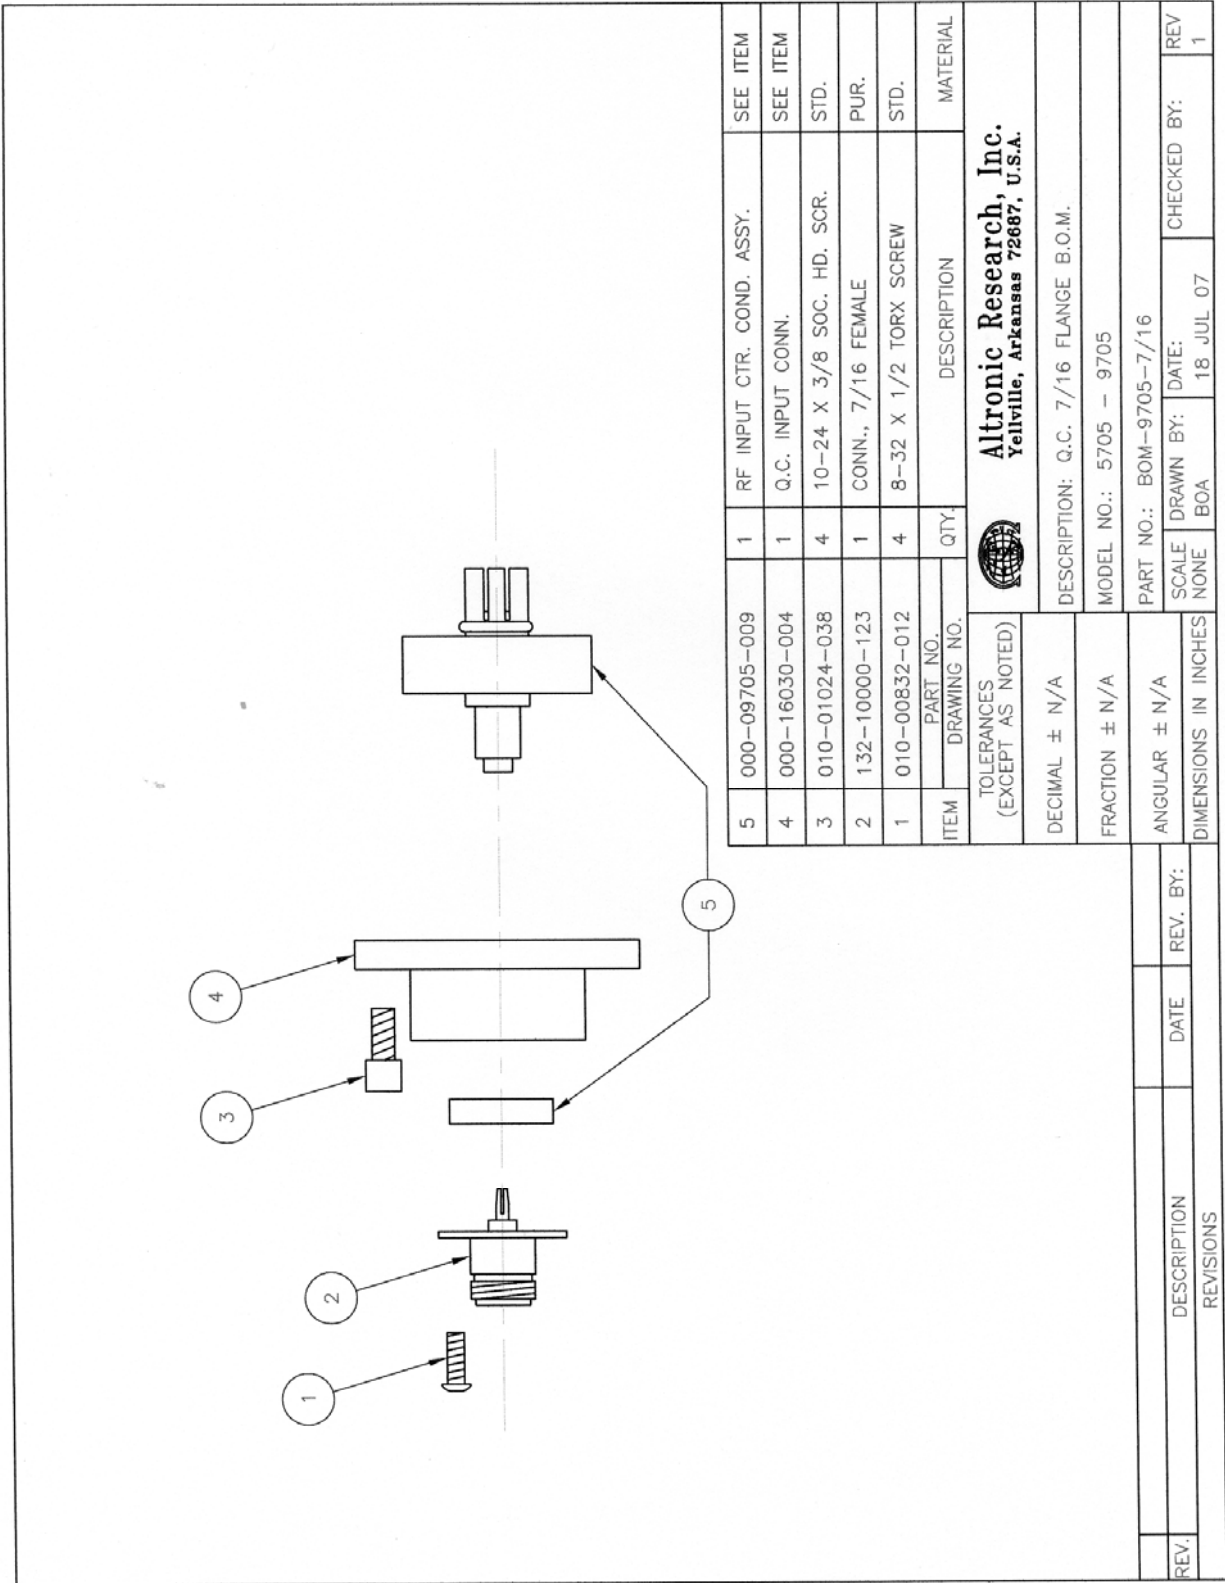 1
2
3
4
5
5 000-09705-009 1 RF INPUT CTR. COND. ASSY. SEE ITEM
4 000-16030-004 1 Q.C. INPUT CONN. SEE ITEM
3 010-01024-038 4 10-24 X 3/8 SOC. HD. SCR. STD.
2 132-10000-123 1 CONN., 7/16 FEMALE PUR.
1 010-00832-012 4 8-32 X 1/2 TORX SCREW STD.
ITEM PART NO. DRAWING NO. QTY. DESCRIPTION MATERIAL
TOLERANCES
(EXCEPT AS NOTED)
DECIMAL ± N/A
FRACTION ± N/A
ANGULAR ± N/A
DIMENSIONS IN INCHES
Altronic Research, Inc.
Yellville, Arkansas 72687, U.S.A.
DESCRIPTION: Q.C. 7/16 FLANGE B.O.M.
MODEL NO.: 5705 - 9705
PART NO.: BOM-9705-7/16
SCALE NONE
DRAWN BY: BOA
DATE: 18 JUL 07
CHECKED BY:
REV 1
REV. DESCRIPTION DATE REV. BY:
REVISIONS